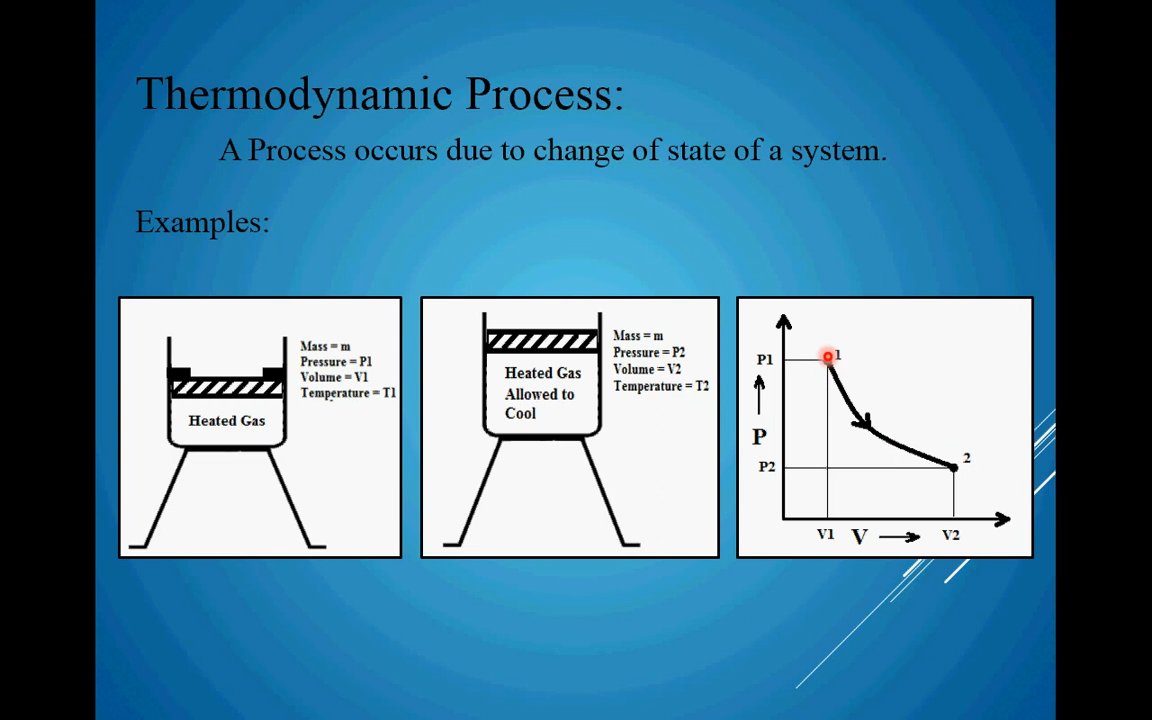 Thermodynamic Process:
A Process occurs due to change of state of a system.
Examples:
Mass = m
Pressure = P1
Volume = V1
Temperature = T1
Heated Gas
Mass = m
Pressure = P2
Volume = V2
Temperature = T2
Heated Gas
Allowed to
Cool
P1
1
P
P2
2
V1
V
V2